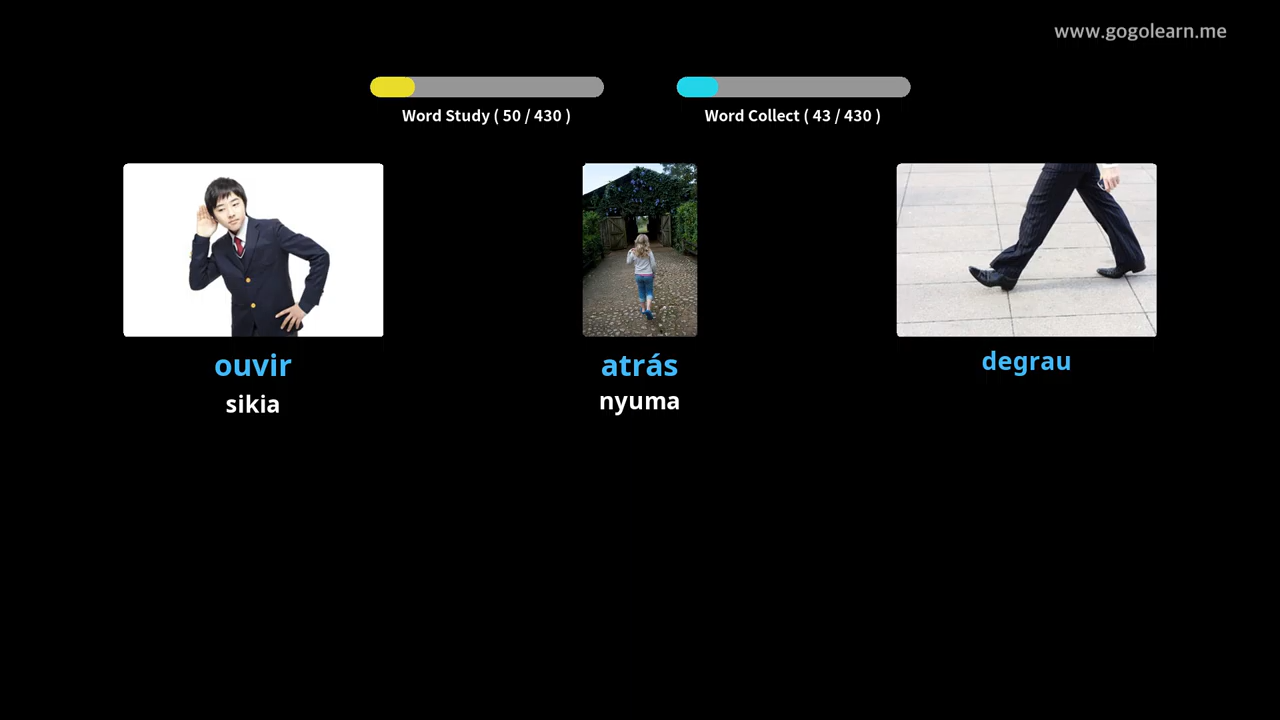 www.gogolearn.me
Word Study ( 50 / 430 )
Word Collect ( 43 / 430 )
ouvir
atrás
degrau
sikia
nyuma